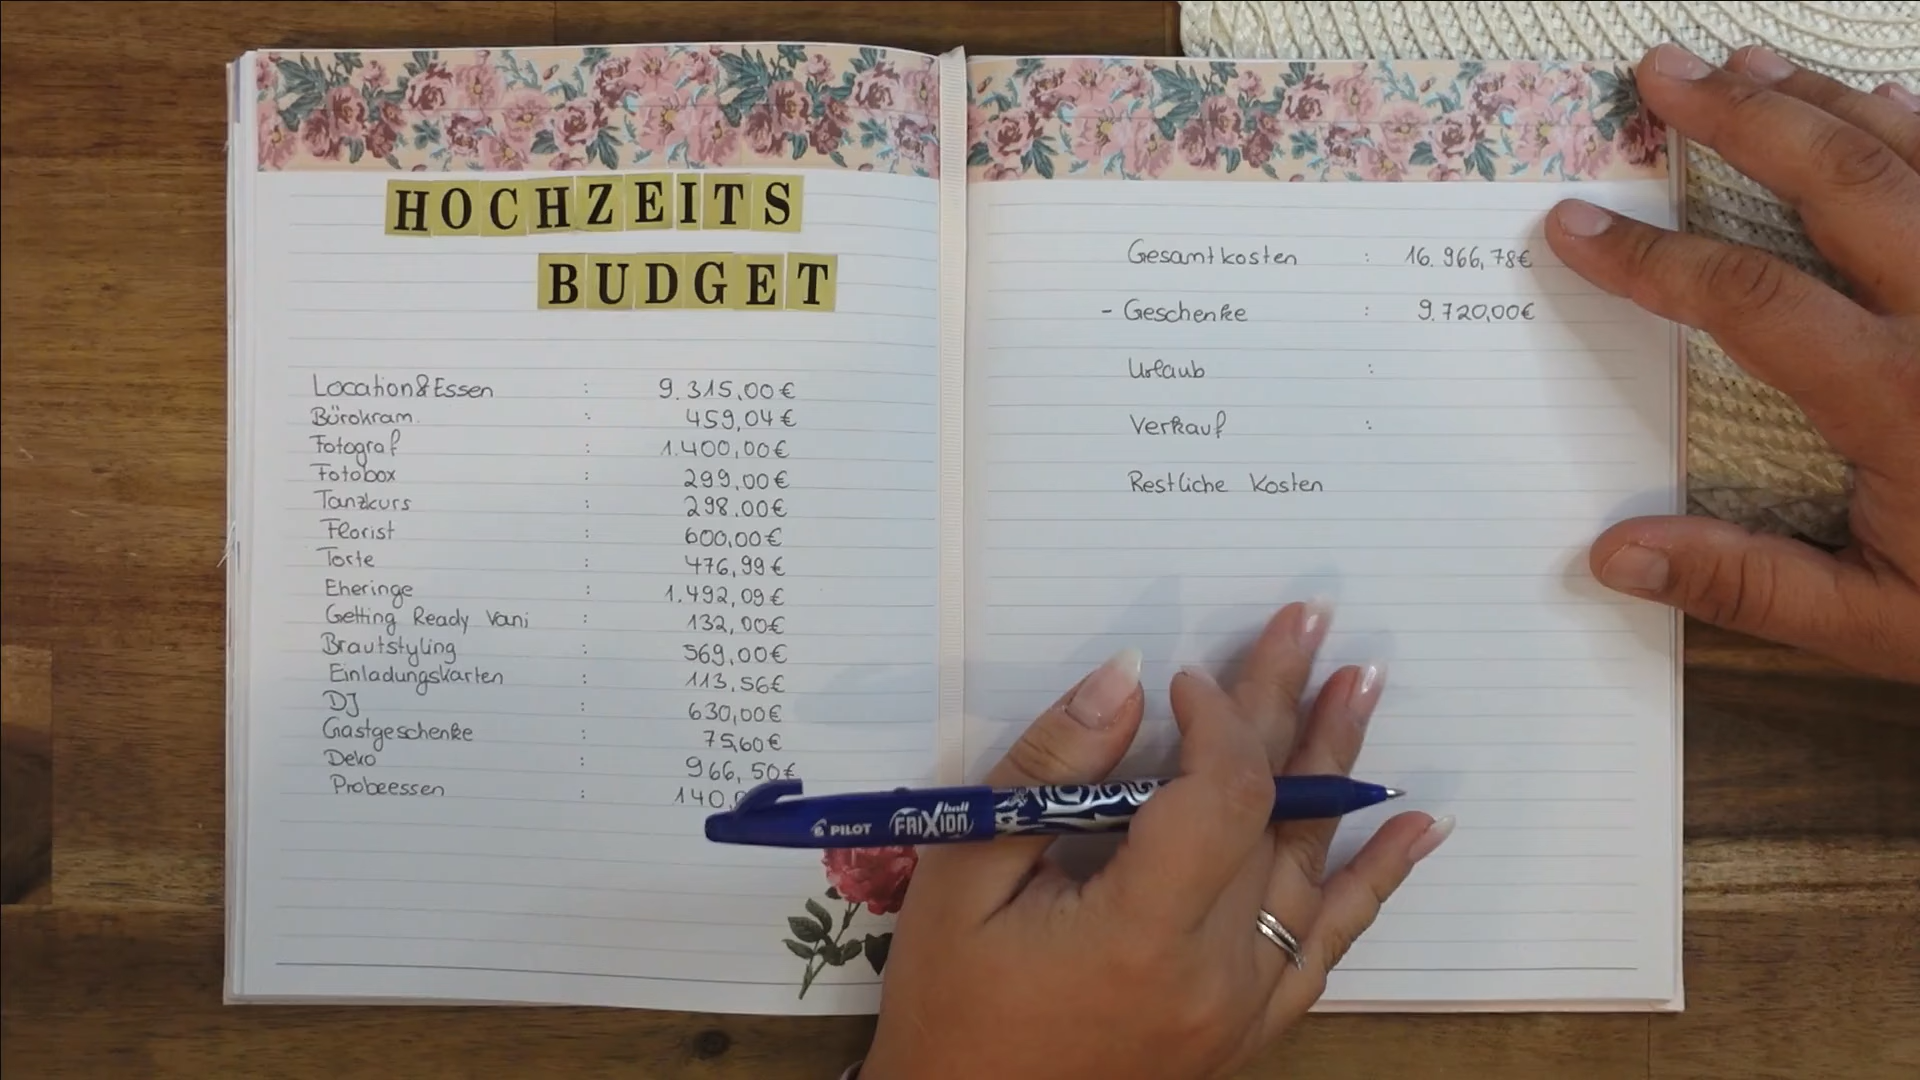 HOCHZEITS
BUDGET
Location&Essen : 9.315,00€
Bürokram : 459,04€
Fotograf : 1.400,00€
Fotobox : 299,00€
Tanzkurs : 298.00€
Florist : 600,00€
Torte : 476,99€
Eheringe : 1.492,09€
Getting Ready Vani : 132,00€
Brautstyling : 569,00€
Einladungskarten : 113,56€
DJ : 630,00€
Gastgeschenke : 75,60€
Deko : 966,50€
Probeessen : 140,
Gesamtkosten : 16.966,78€
- Geschenke : 9.720,00€
Urlaub :
Verkauf :
Restliche Kosten
PILOT FRIXION ball